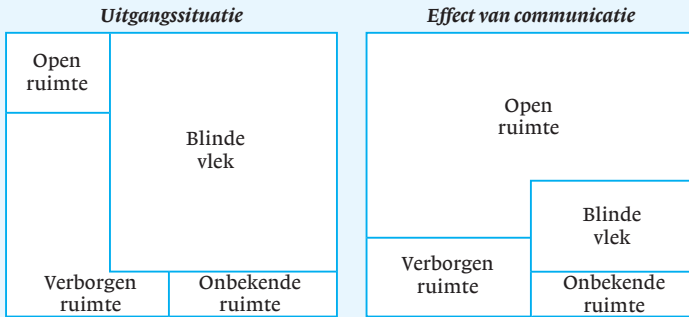 Uitgangssituatie
Open
ruimte
Blinde
vlek
Verborgen
ruimte
Onbekende
ruimte
Effect van communicatie
Open
ruimte
Blinde
vlek
Verborgen
ruimte
Onbekende
ruimte